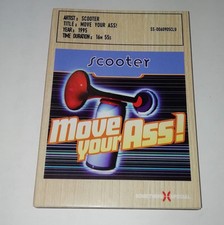 ARTIST: SCOOTER
TITLE: MOVE YOUR ASS!
YEAR: 1995
TIME DURATION: 16m 55s
scooter
move
your
Ass!